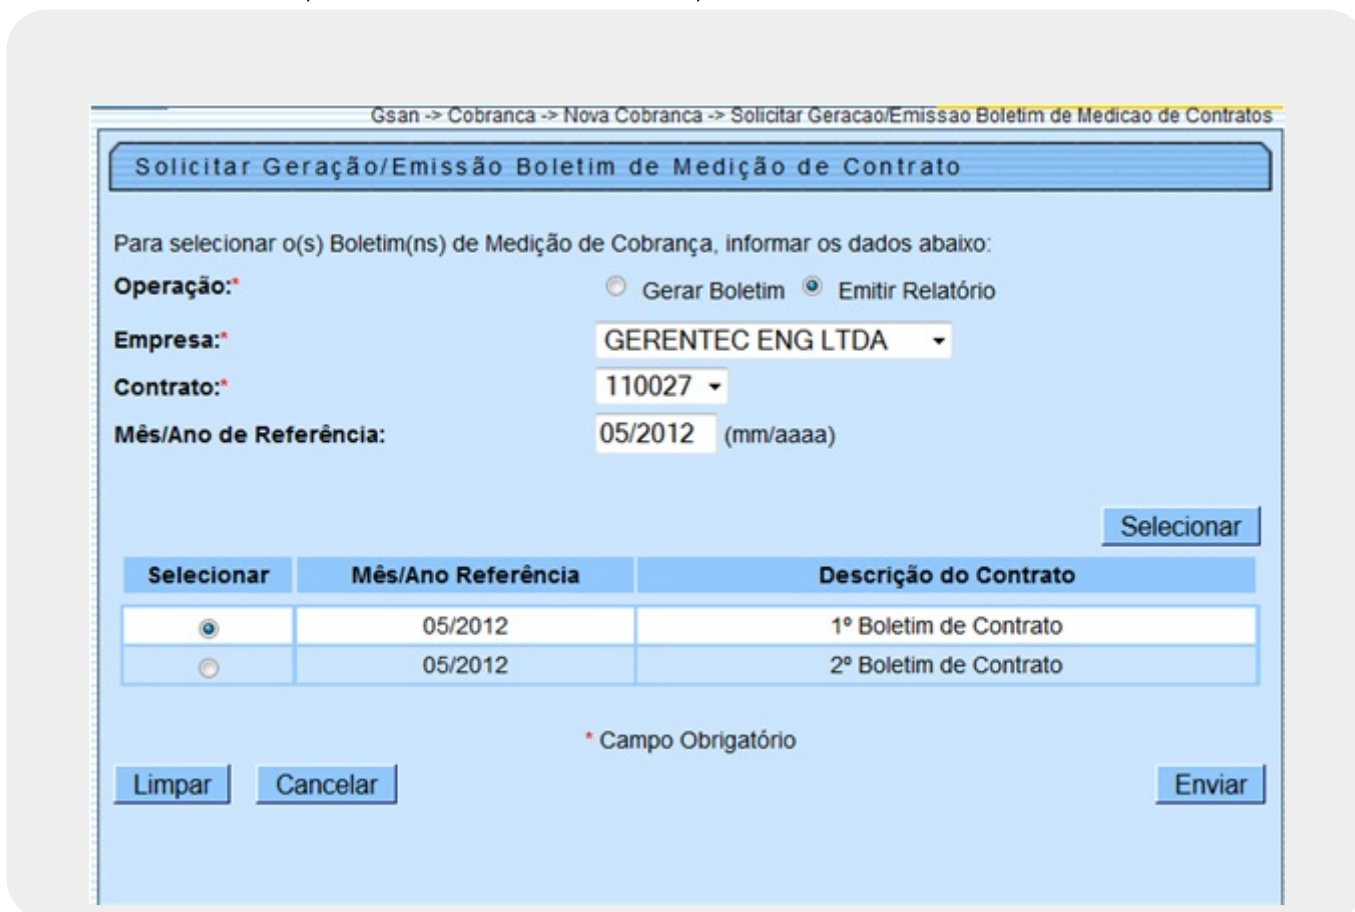 Gsan -> Cobranca -> Nova Cobranca -> Solicitar Geracao/Emissao Boletim de Medicao de Contratos
Solicitar Geração/Emissão Boletim de Medição de Contrato
Para selecionar o(s) Boletim(ns) de Medição de Cobrança, informar os dados abaixo:
Operação:* Gerar Boletim Emitir Relatório
Empresa:* GERENTEC ENG LTDA
Contrato:* 110027
Mês/Ano de Referência: 05/2012 (mm/aaaa)
Selecionar
Selecionar Mês/Ano Referência Descrição do Contrato
05/2012 1º Boletim de Contrato
05/2012 2º Boletim de Contrato
* Campo Obrigatório
Limpar Cancelar Enviar